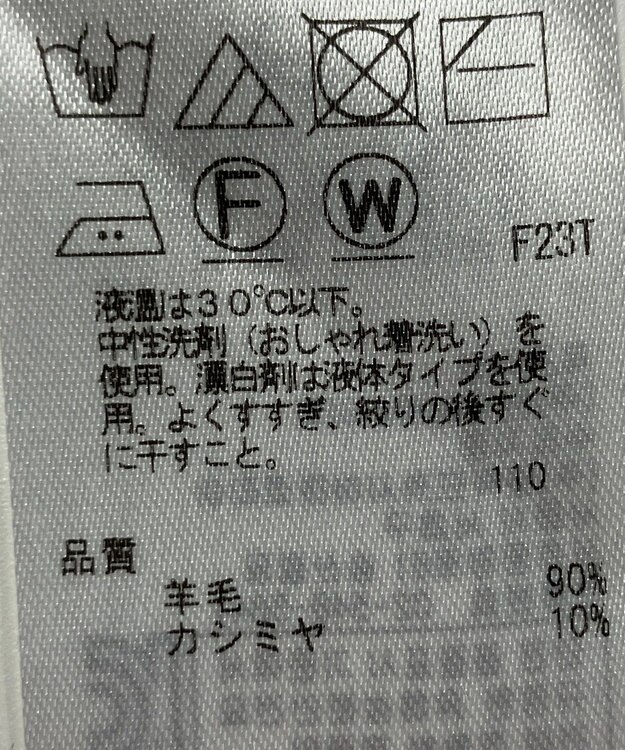 F
W
F23T
液温は30℃以下。
中性洗剤（おしゃれ着洗い）を
使用。漂白剤は液体タイプを使
用。よくすすぎ、絞りの後すぐ
に干すこと。
110
品質
羊毛 90%
カシミヤ 10%